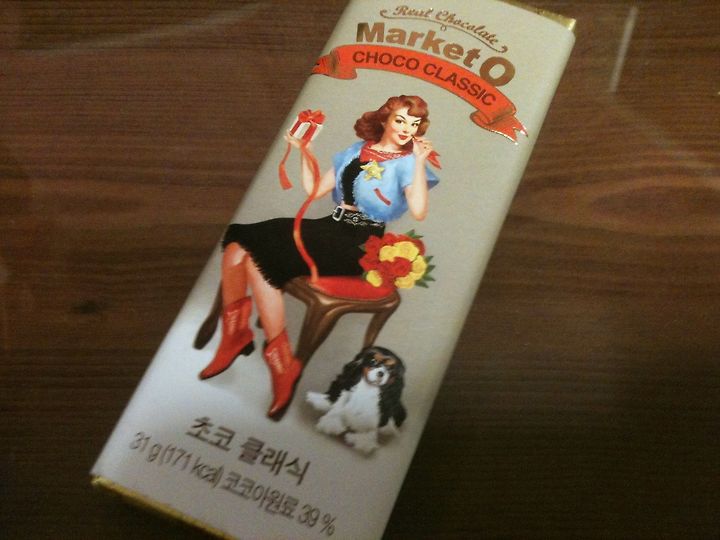 Real Chocolate
Market O
CHOCO CLASSIC
초코 클래식
31 g (171 kcal) 코코아원료 39 %